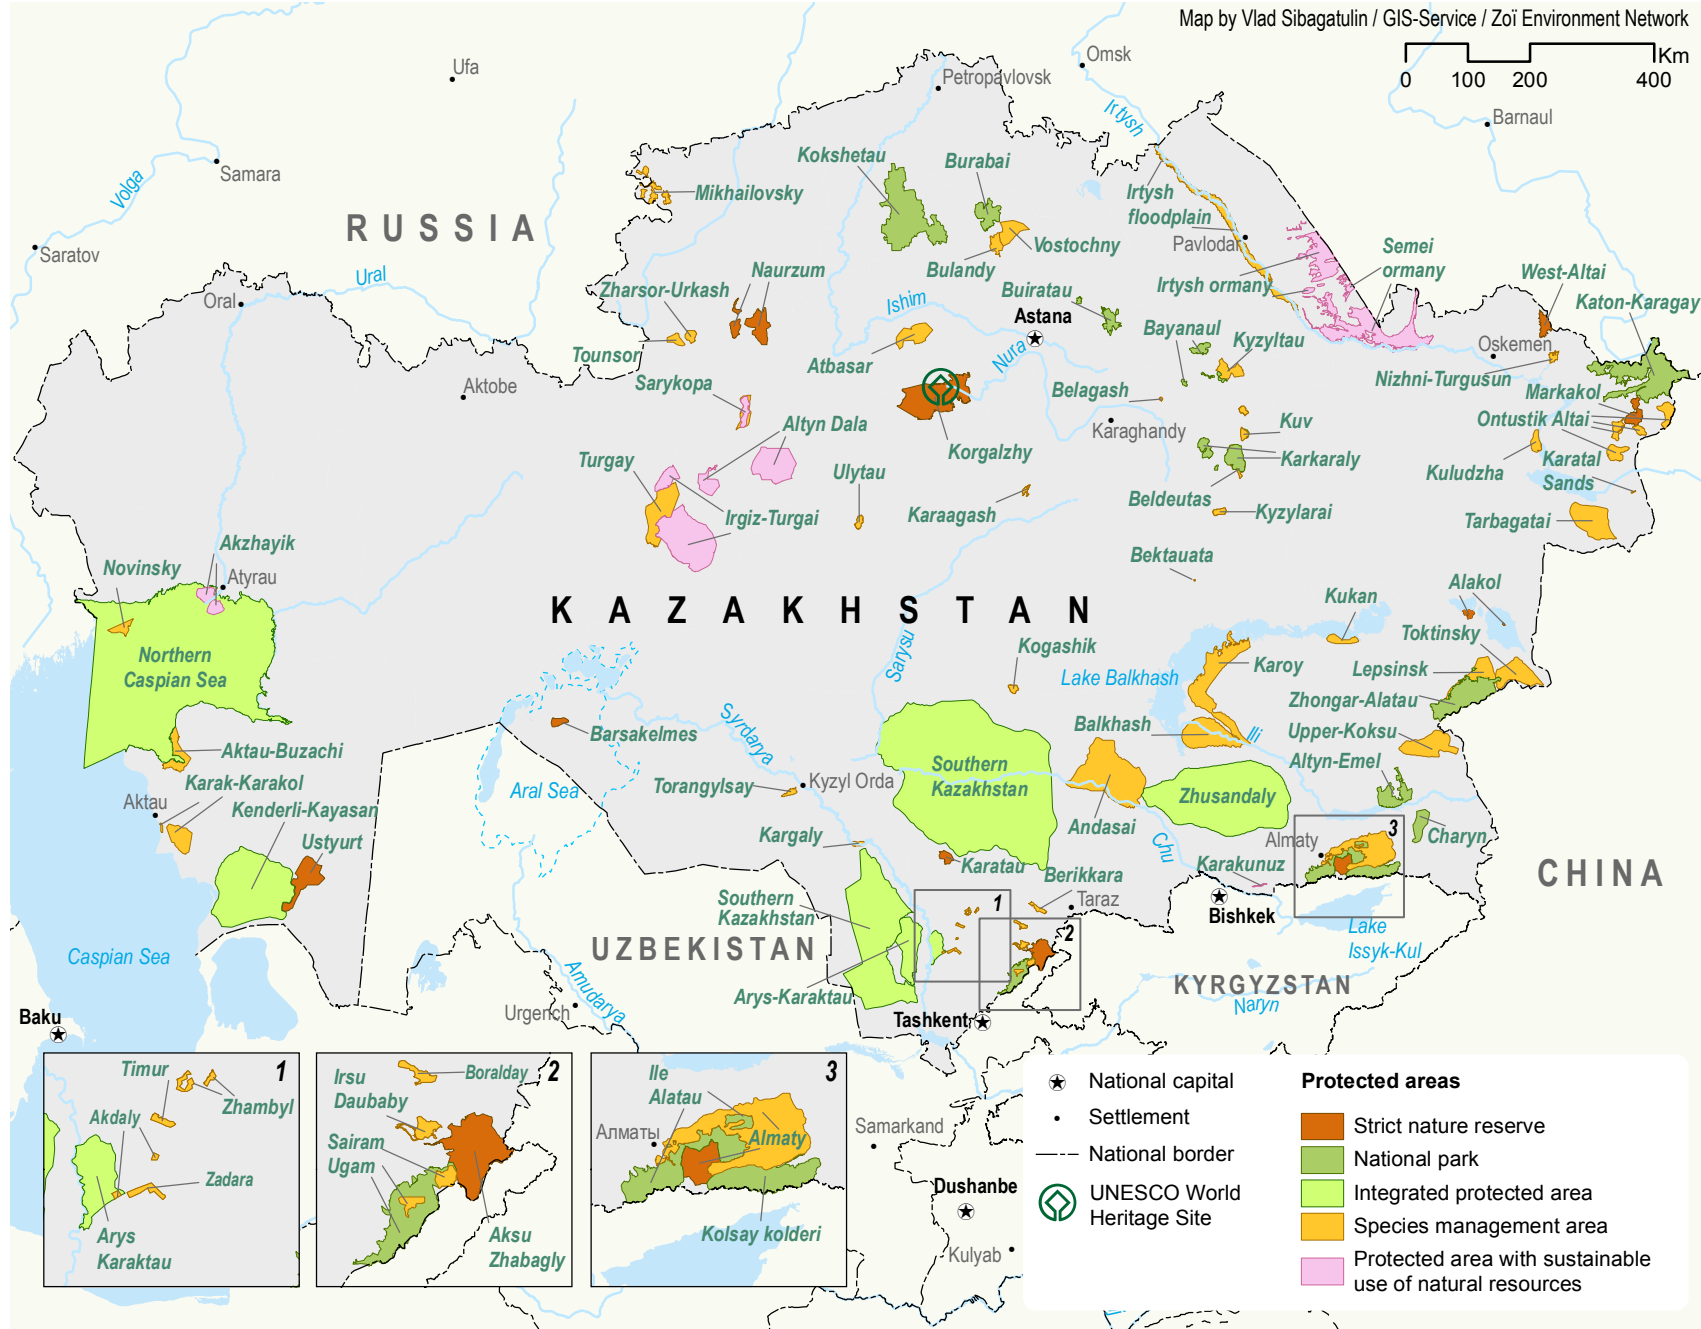 Map by Vlad Sibagatulin / GIS-Service / Zoï Environment Network
Km
0 100 200 400
Ufa
Omsk
Petropavlovsk
Barnaul
Irtysh
Samara
Volga
Kokshetau
Burabai
Mikhailovsky
Irtysh
floodplain
RUSSIA
Saratov
Pavlodar
Vostochny
Semei
ormany
Ural
Naurzum
Bulandy
West-Altai
Oral
Zharsor-Urkash
Ishim
Buiratau
Irtysh ormany
Katon-Karagay
Astana
Bayanaul
Kyzyltau
Oskemen
Tounsor
Atbasar
Nura
Nizhni-Turgusun
Aktobe
Sarykopa
Belagash
Markakol
Altyn Dala
Karaghandy
Kuv
Ontustik Altai
Korgalzhy
Turgay
Karkaraly
Kuludzha
Karatal
Sands
Ulytau
Beldeutas
Irgiz-Turgai
Karaagash
Kyzylarai
Tarbagatai
Akzhayik
Bektauata
Novinsky
Atyrau
Alakol
KAZAKHSTAN
Kukan
Toktinsky
Northern
Caspian Sea
Sarysu
Kogashik
Lake Balkhash
Karoy
Lepsinsk
Zhongar-Alatau
Syrdarya
Barsakelmes
Balkhash
Ili
Upper-Koksu
Aktau-Buzachi
Altyn-Emel
Karak-Karakol
Southern
Kazakhstan
Aktau
Aral Sea
Torangylsay
Kyzyl Orda
Zhusandaly
Kenderli-Kayasan
Andasai
Ustyurt
Kargaly
Chu
Almaty
3
Charyn
Karatau
Karakunuz
Berikkara
CHINA
Southern
Kazakhstan
1
Taraz
Bishkek
2
Lake
Issyk-Kul
UZBEKISTAN
Caspian Sea
Amudarya
Arys-Karaktau
KYRGYZSTAN
Naryn
Urgench
Baku
Tashkent
1
Timur
Zhambyl
Akdaly
Zadara
Arys
Karaktau
2
Boralday
Irsu
Daubaby
Sairam
Ugam
Aksu
Zhabagly
3
Ile
Alatau
Алматы
Almaty
Kolsay kolderi
Samarkand
Dushanbe
Kulyab
National capital
Settlement
National border
UNESCO World
Heritage Site
Protected areas
Strict nature reserve
National park
Integrated protected area
Species management area
Protected area with sustainable
use of natural resources